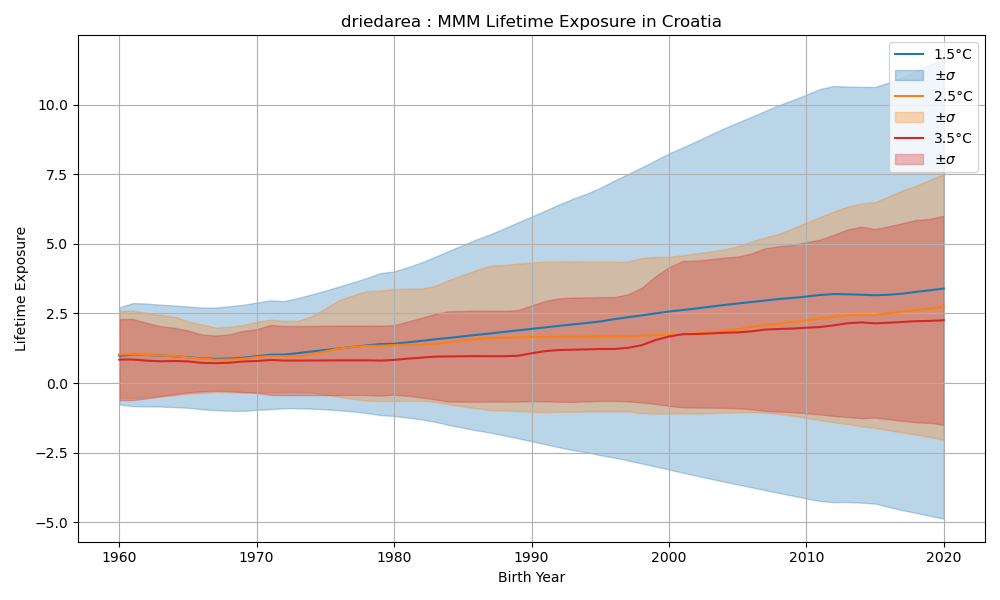 driedarea : MMM Lifetime Exposure in Croatia
1.5°C
±σ
2.5°C
±σ
3.5°C
±σ
Lifetime Exposure
10.0
7.5
5.0
2.5
0.0
−2.5
−5.0
1960 1970 1980 1990 2000 2010 2020
Birth Year